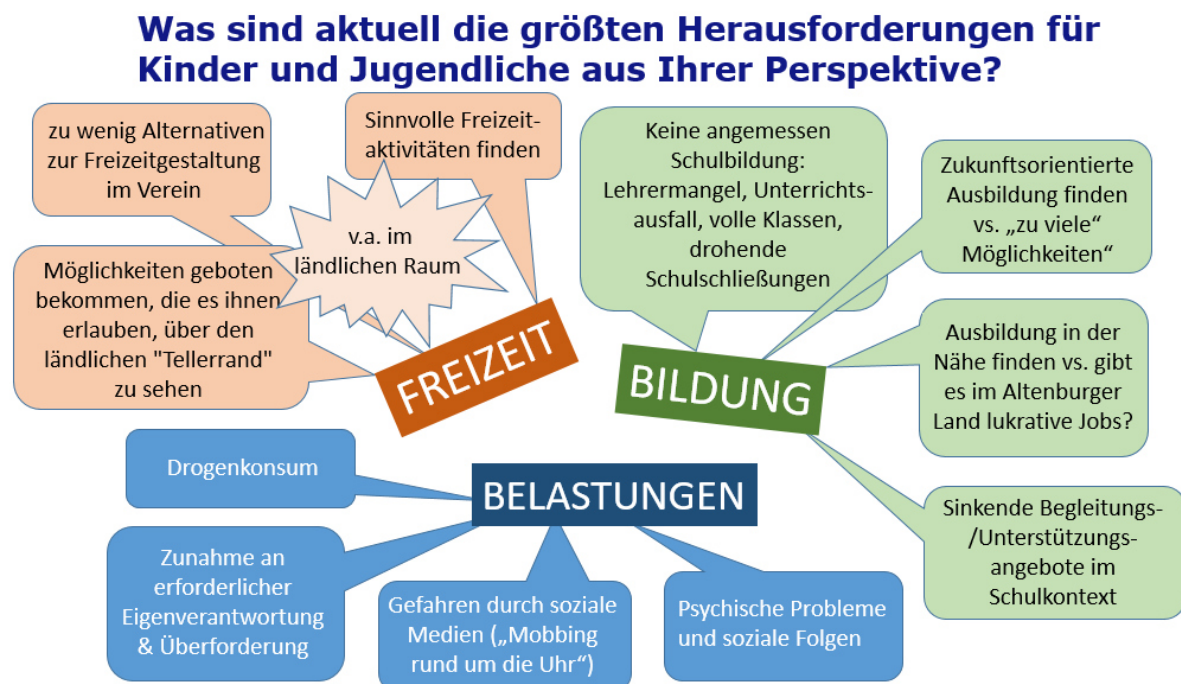 Was sind aktuell die größten Herausforderungen für
Kinder und Jugendliche aus Ihrer Perspektive?
zu wenig Alternativen
zur Freizeitgestaltung
im Verein
Sinnvolle Freizeit-
aktivitäten finden
v.a. im
ländlichen Raum
Möglichkeiten geboten
bekommen, die es ihnen
erlauben, über den
ländlichen "Tellerrand"
zu sehen
FREIZEIT
Keine angemessen
Schulbildung:
Lehrermangel, Unterrichts-
ausfall, volle Klassen,
drohende
Schulschließungen
Zukunftsorientierte
Ausbildung finden
vs. „zu viele“
Möglichkeiten“
BILDUNG
Ausbildung in der
Nähe finden vs. gibt
es im Altenburger
Land lukrative Jobs?
Sinkende Begleitungs-
/Unterstützungs-
angebote im
Schulkontext
BELASTUNGEN
Drogenkonsum
Zunahme an
erforderlicher
Eigenverantwortung
& Überforderung
Gefahren durch soziale
Medien („Mobbing
rund um die Uhr“)
Psychische Probleme
und soziale Folgen